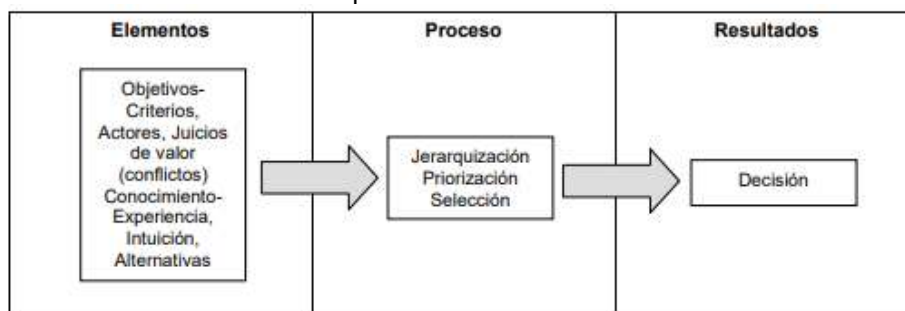 Elementos
Proceso
Resultados
Objetivos-
Criterios,
Actores, Juicios
de valor
(conflictos)
Conocimiento-
Experiencia,
Intuición,
Alternativas
Jerarquización
Priorización
Selección
Decisión